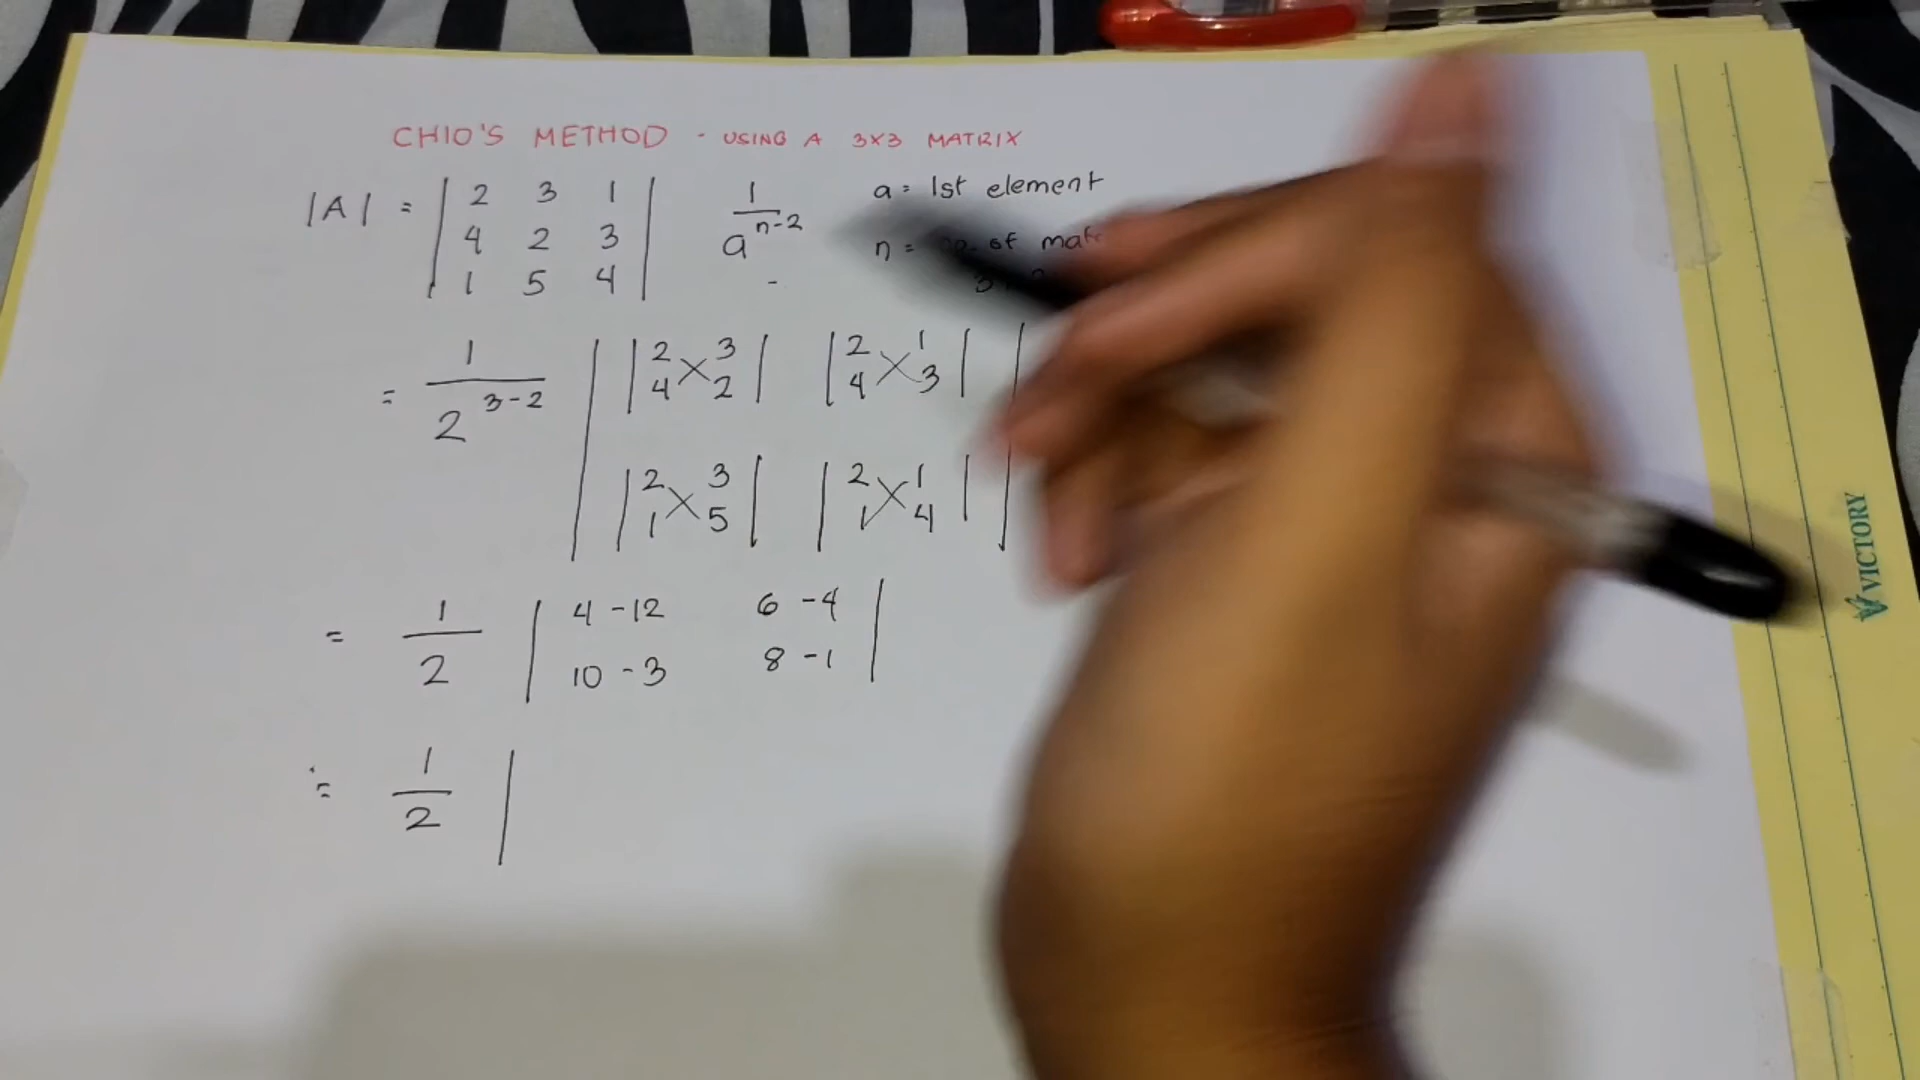 CHIO'S METHOD - USING A 3X3 MATRIX
|A| = | 2 3 1 | 1 a = 1st element
4 2 3 a n-2 n = of
1 5 4 -
= 1 | | 2 3 | | 2 1 | |
2 3-2 4 X 2 4 X 3
| 2 3 | | 2 1 |
1 X 5 1 X 4
= 1 | 4 - 12 6 - 4 |
2 10 - 3 8 - 1
= 1 |
2
VICTORY